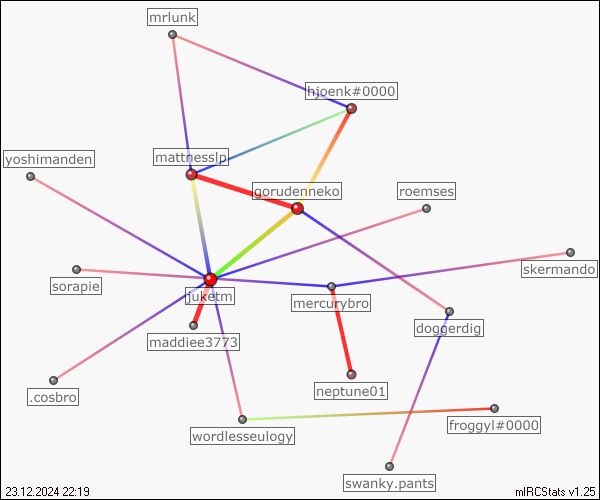 mrlunk
hjoenk#0000
yoshimanden
mattnesslp
gorudenneko
roemses
skermando
sorapie
juketm
mercurybro
doggerdig
maddiee3773
.cosbro
neptune01
wordlesseulogy
froggyl#0000
swanky.pants
23.12.2024 22:19
mIRCStats v1.25